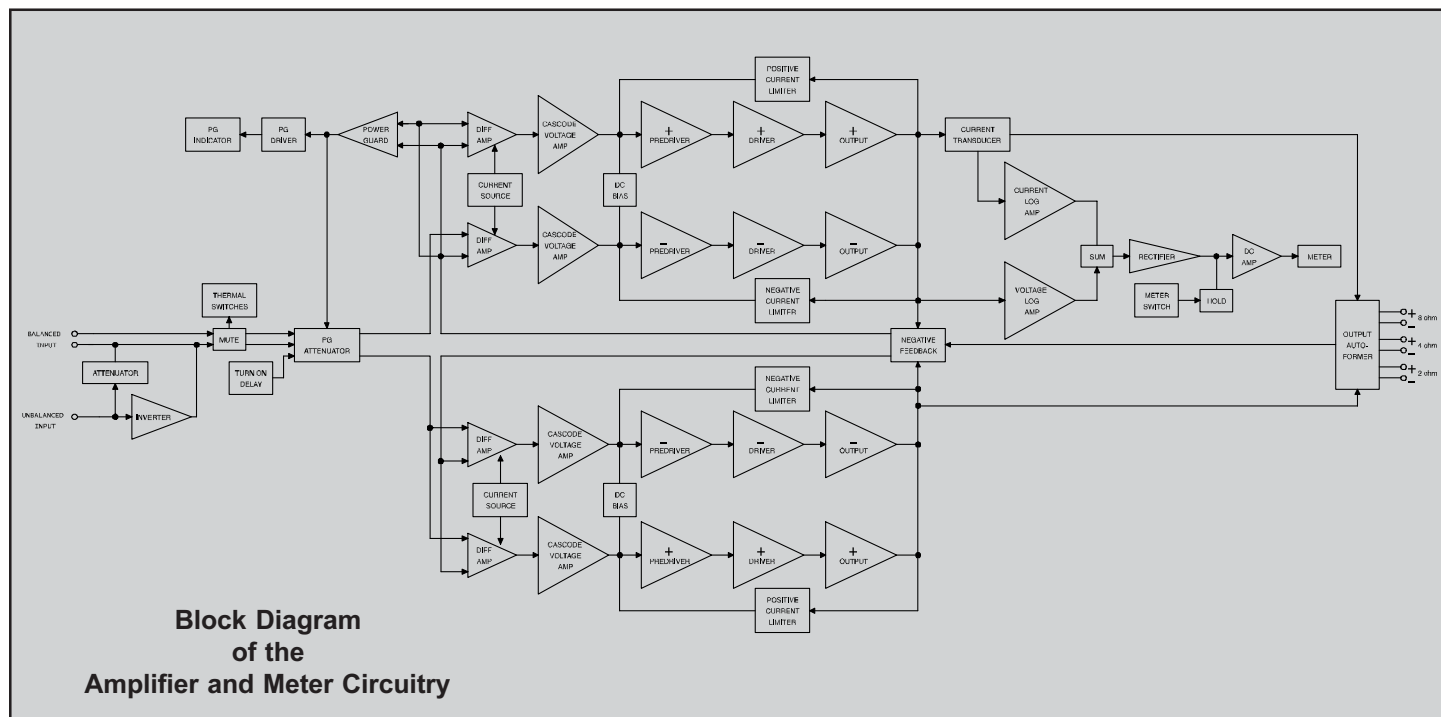 POSITIVE
CURRENT
LIMITER
PG
INDICATOR
PG
DRIVER
POWER
GUARD
DIFF
AMP
CASCODE
VOLTAGE
AMP
+
PREDRIVER
+
DRIVER
+
OUTPUT
CURRENT
TRANSDUCER
CURRENT
SOURCE
DC
BIAS
CURRENT
LOG
AMP
DIFF
AMP
CASCODE
VOLTAGE
AMP
−
PREDRIVER
−
DRIVER
−
OUTPUT
SUM
RECTIFIER
DC
AMP
METER
THERMAL
SWITCHES
NEGATIVE
CURRENT
LIMITER
VOLTAGE
LOG
AMP
METER
SWITCH
HOLD
BALANCED
INPUT
MUTE
PG
ATTENUATOR
NEGATIVE
FEEDBACK
OUTPUT
AUTO-
FORMER
+
−
8 ohm
+
−
4 ohm
+
−
2 ohm
ATTENUATOR
TURN ON
DELAY
UNBALANCED
INPUT
INVERTER
NEGATIVE
CURRENT
LIMITER
DIFF
AMP
CASCODE
VOLTAGE
AMP
−
PREDRIVER
−
DRIVER
−
OUTPUT
CURRENT
SOURCE
DC
BIAS
DIFF
AMP
CASCODE
VOLTAGE
AMP
+
PREDRIVER
+
DRIVER
+
OUTPUT
POSITIVE
CURRENT
LIMITER
Block Diagram
of the
Amplifier and Meter Circuitry